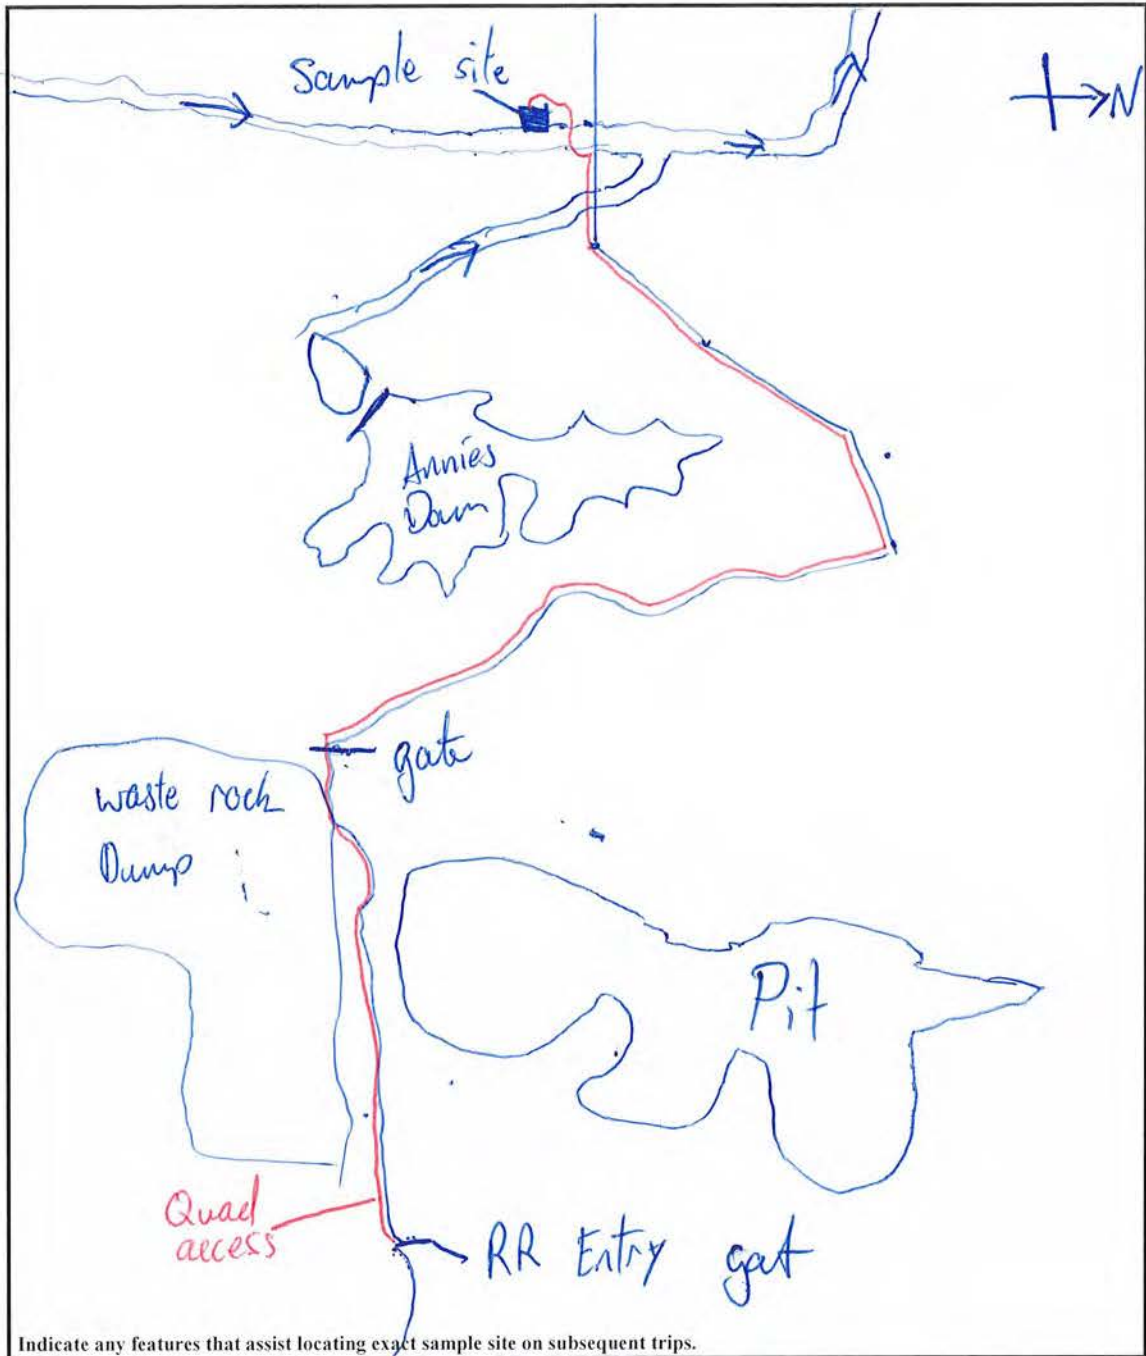 Sample site
N
Annies
Dam
gate
waste rock
Dump
Pit
Quad
access
RR Entry gat
Indicate any features that assist locating exact sample site on subsequent trips.